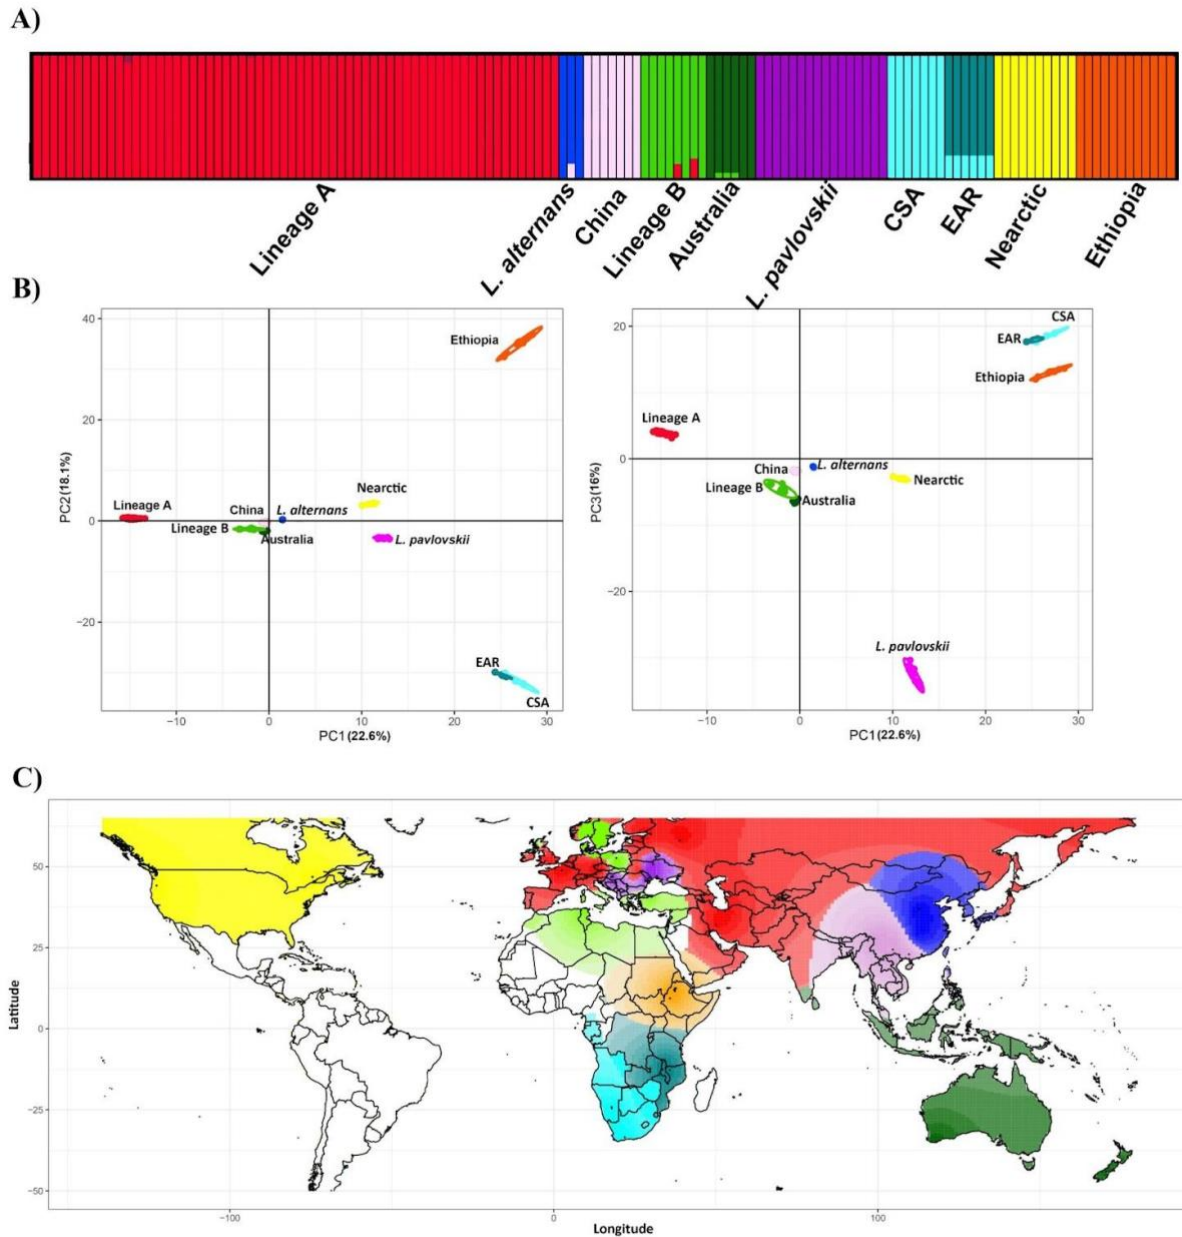 A)
Lineage A
L. alternans
China
Lineage B
Australia
L. pavlovskii
CSA
EAR
Nearctic
Ethiopia
B)
40
20
0
−20
PC2(18.1%)
Ethiopia
Nearctic
Lineage A
China
L. alternans
Lineage B
Australia
L. pavlovskii
EAR
CSA
−10
0
10
20
30
PC1(22.6%)
20
0
−20
PC3(16%)
CSA
EAR
Ethiopia
Lineage A
China
L. alternans
Lineage B
Nearctic
Australia
L. pavlovskii
−10
0
10
20
30
PC1(22.6%)
C)
50
25
0
−25
−50
Latitude
−100
0
100
Longitude